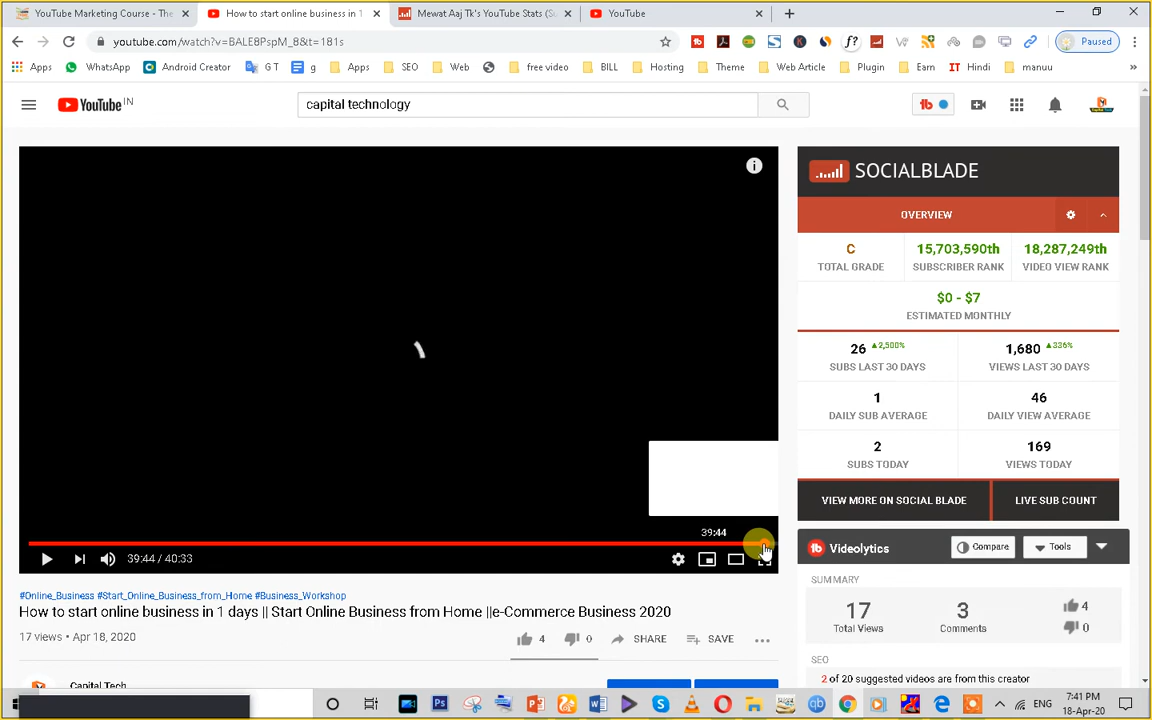 YouTube Marketing Course - The
How to start online business in 1
Mewat Aaj Tk's YouTube Stats (Su
YouTube
youtube.com/watch?v=BALE8PspM_8&t=181s
Paused
Apps
WhatsApp
Android Creator
G T
g
Apps
SEO
Web
free video
BILL
Hosting
Theme
Web Article
Plugin
Earn
IT Hindi
manuu
YouTube IN
capital technology
SOCIALBLADE
OVERVIEW
C
TOTAL GRADE
15,703,590th
SUBSCRIBER RANK
18,287,249th
VIDEO VIEW RANK
$0 - $7
ESTIMATED MONTHLY
26 ▲2,500%
SUBS LAST 30 DAYS
1,680 ▲336%
VIEWS LAST 30 DAYS
1
DAILY SUB AVERAGE
46
DAILY VIEW AVERAGE
2
SUBS TODAY
169
VIEWS TODAY
VIEW MORE ON SOCIAL BLADE
LIVE SUB COUNT
39:44
39:44 / 40:33
Videolytics
Compare
Tools
SUMMARY
17
Total Views
3
Comments
4
0
SEO
2 of 20 suggested videos are from this creator
#Online_Business #Start_Online_Business_from_Home #Business_Workshop
How to start online business in 1 days || Start Online Business from Home ||e-Commerce Business 2020
17 views • Apr 18, 2020
4
0
SHARE
SAVE
Capital Tech
ENG
7:41 PM
18-Apr-20